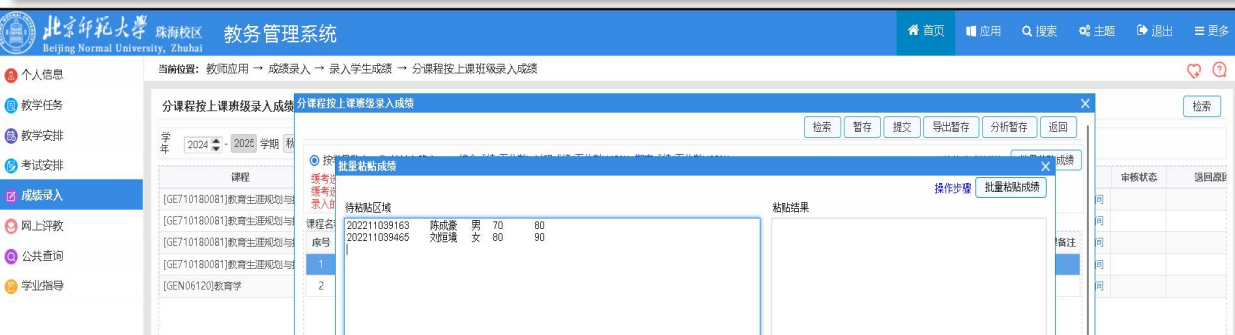 北京师范大学 珠海校区 教务管理系统
Beijing Normal University, Zhuhai
首页 应用 搜索 主题 退出 更多
个人信息
教学任务
教学安排
考试安排
成绩录入
网上评教
公共查询
学业指导
当前位置：教师应用 → 成绩录入 → 录入学生成绩 → 分课程按上课班级录入成绩
分课程按上课班级录入成绩
检索
学年 2024 - 2025 学期 秋
课程 审核状态 退回原因
[GE710180081]教育生涯规划与
[GE710180081]教育生涯规划与
[GE710180081]教育生涯规划与
[GE710180081]教育生涯规划与
[GEN06120]教育学
分课程按上课班级录入成绩
检索 暂存 提交 导出暂存 分析暂存 返回
缓考
缓考
录入的
课程名
序号 备注
1
2
批量粘贴成绩
操作步骤 批量粘贴成绩
待粘贴区域 粘贴结果
202211039163 陈成豪 男 70 80
202211039465 刘恒境 女 80 90